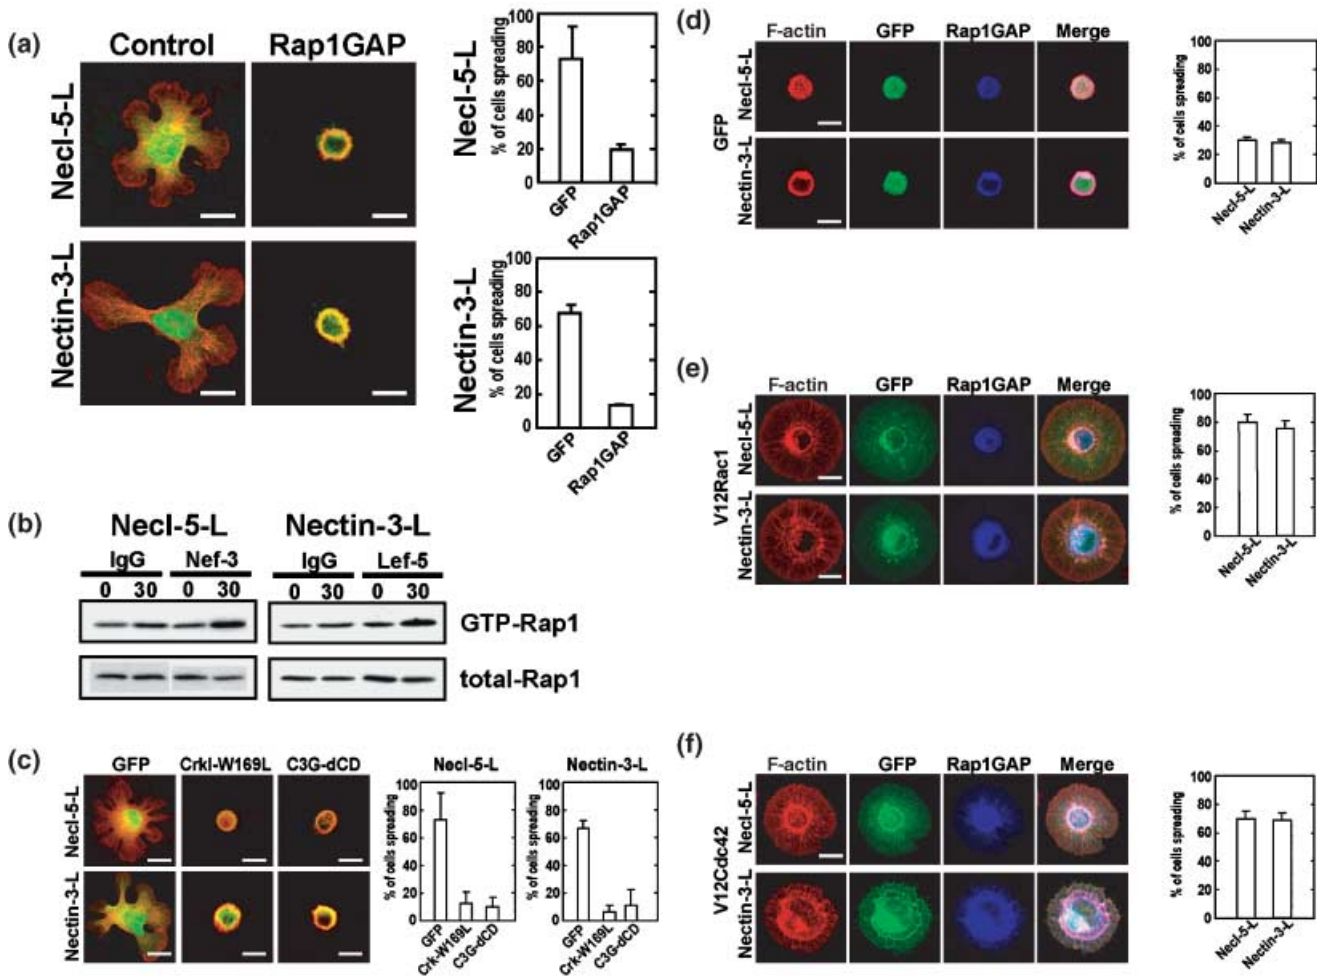 (a)
Control Rap1GAP
Necl-5-L
Nectin-3-L
Necl-5-L
% of cells spreading
100
80
60
40
20
0
GFP
Rap1GAP
Nectin-3-L
% of cells spreading
100
80
60
40
20
0
GFP
Rap1GAP
(b)
Necl-5-L Nectin-3-L
IgG Nef-3 IgG Lef-5
0 30 0 30 0 30 0 30
GTP-Rap1
total-Rap1
(c)
GFP Crkl-W169L C3G-dCD
Necl-5-L
Nectin-3-L
Necl-5-L
% of cells spreading
100
80
60
40
20
0
GFP
Crk-W169L
C3G-dCD
Nectin-3-L
% of cells spreading
100
80
60
40
20
0
GFP
Crk-W169L
C3G-dCD
(d)
F-actin GFP Rap1GAP Merge
GFP
Necl-5-L
Nectin-3-L
% of cells spreading
100
80
60
40
20
0
Necl-5-L
Nectin-3-L
(e)
F-actin GFP Rap1GAP Merge
V12Rac1
Necl-5-L
Nectin-3-L
% of cells spreading
100
80
60
40
20
0
Necl-5-L
Nectin-3-L
(f)
F-actin GFP Rap1GAP Merge
V12Cdc42
Necl-5-L
Nectin-3-L
% of cells spreading
100
80
60
40
20
0
Necl-5-L
Nectin-3-L